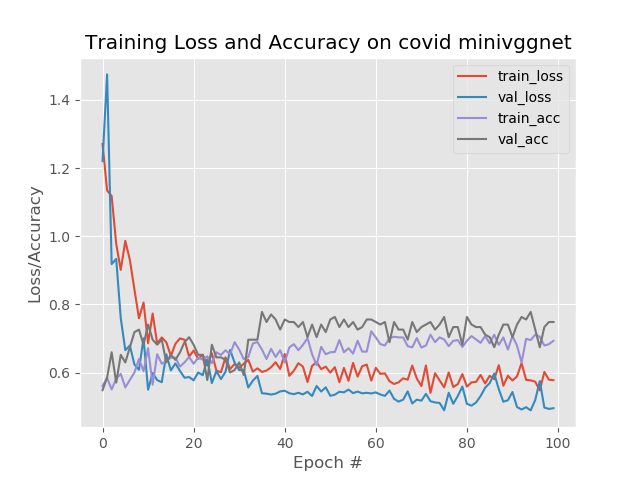 Training Loss and Accuracy on covid minivggnet
train_loss
val_loss
train_acc
val_acc
1.4
1.2
1.0
0.8
0.6
Loss/Accuracy
0
20
40
60
80
100
Epoch #